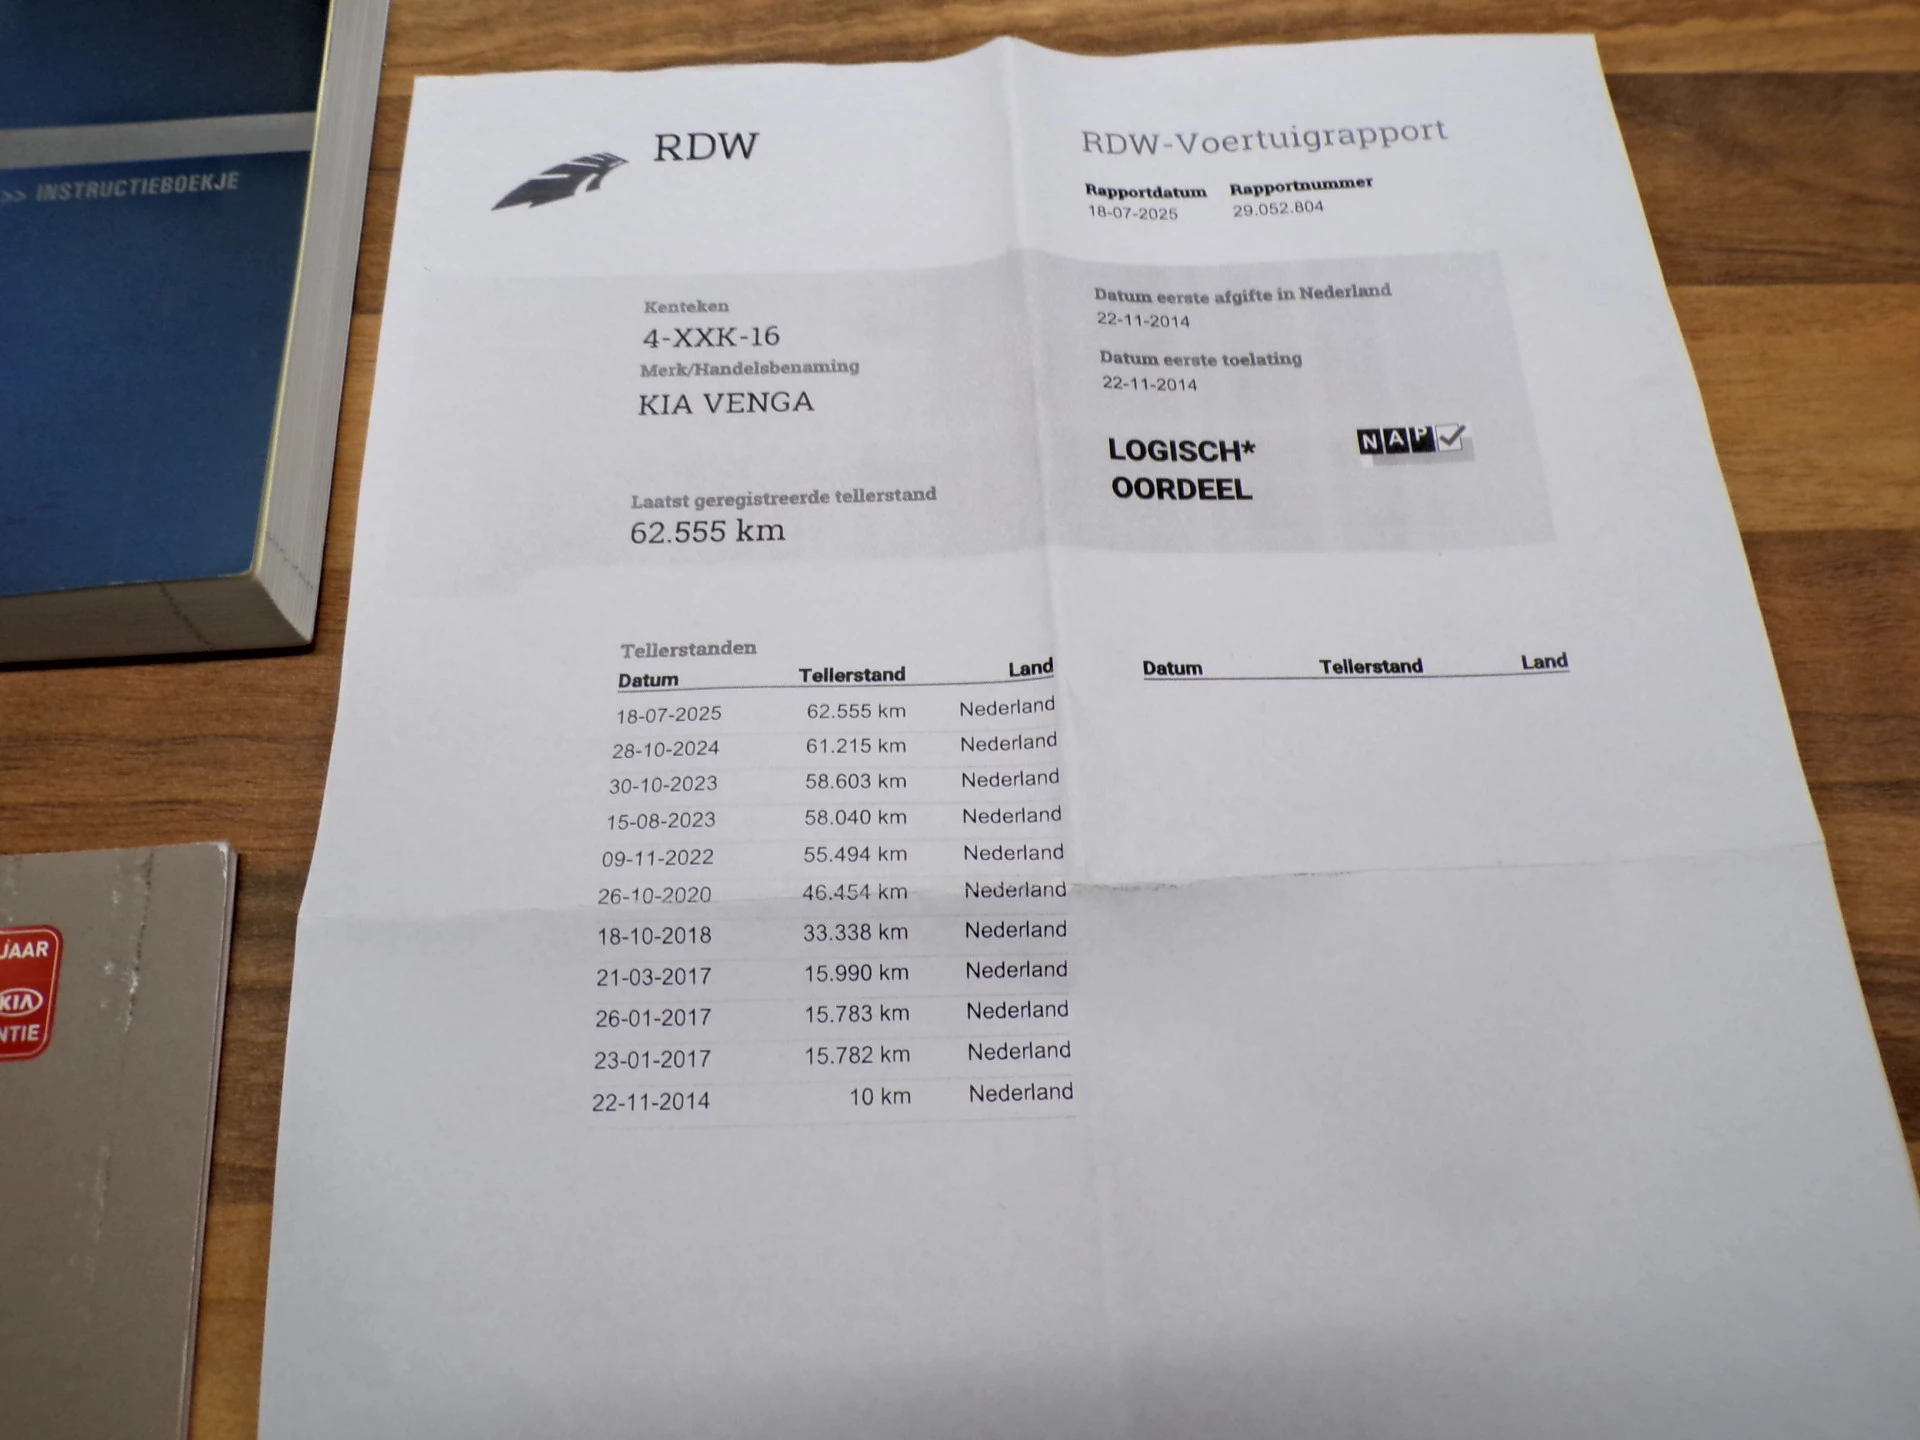 >> INSTRUCTIEBOEKJE
JAAR
KIA
NTIE
RDW
RDW-Voertuigrapport
Rapportdatum Rapportnummer
18-07-2025 29.052.804
Kenteken
4-XXK-16
Merk/Handelsbenaming
KIA VENGA
Laatst geregistreerde tellerstand
62.555 km
Datum eerste afgifte in Nederland
22-11-2014
Datum eerste toelating
22-11-2014
LOGISCH*
OORDEEL
NAP
Tellerstanden
Datum Tellerstand Land
18-07-2025 62.555 km Nederland
28-10-2024 61.215 km Nederland
30-10-2023 58.603 km Nederland
15-08-2023 58.040 km Nederland
09-11-2022 55.494 km Nederland
26-10-2020 46.454 km Nederland
18-10-2018 33.338 km Nederland
21-03-2017 15.990 km Nederland
26-01-2017 15.783 km Nederland
23-01-2017 15.782 km Nederland
22-11-2014 10 km Nederland
Datum Tellerstand Land